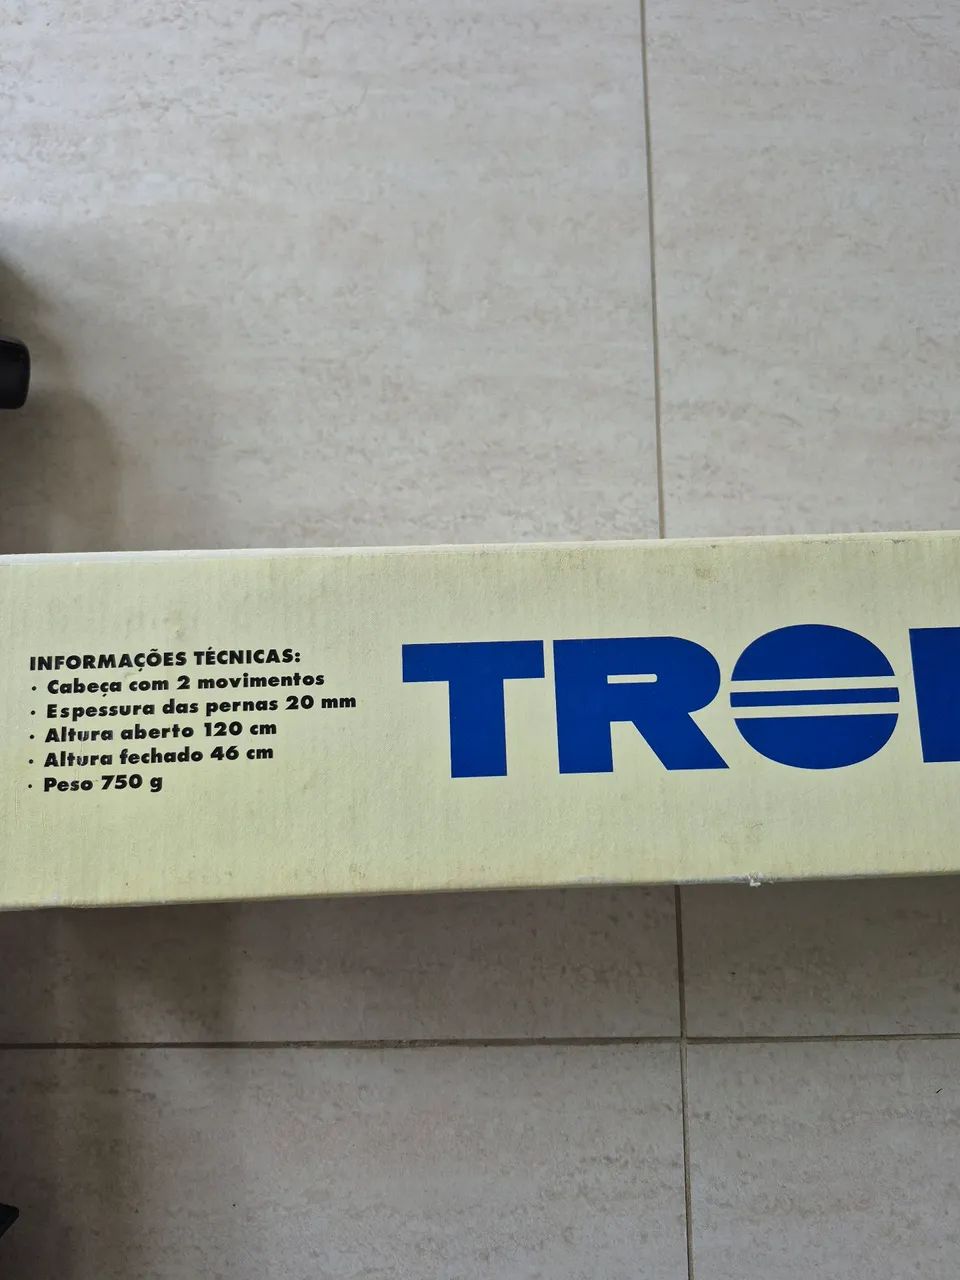 INFORMAÇÕES TÉCNICAS:
· Cabeça com 2 movimentos
· Espessura das pernas 20 mm
· Altura aberto 120 cm
· Altura fechado 46 cm
· Peso 750 g
TRO